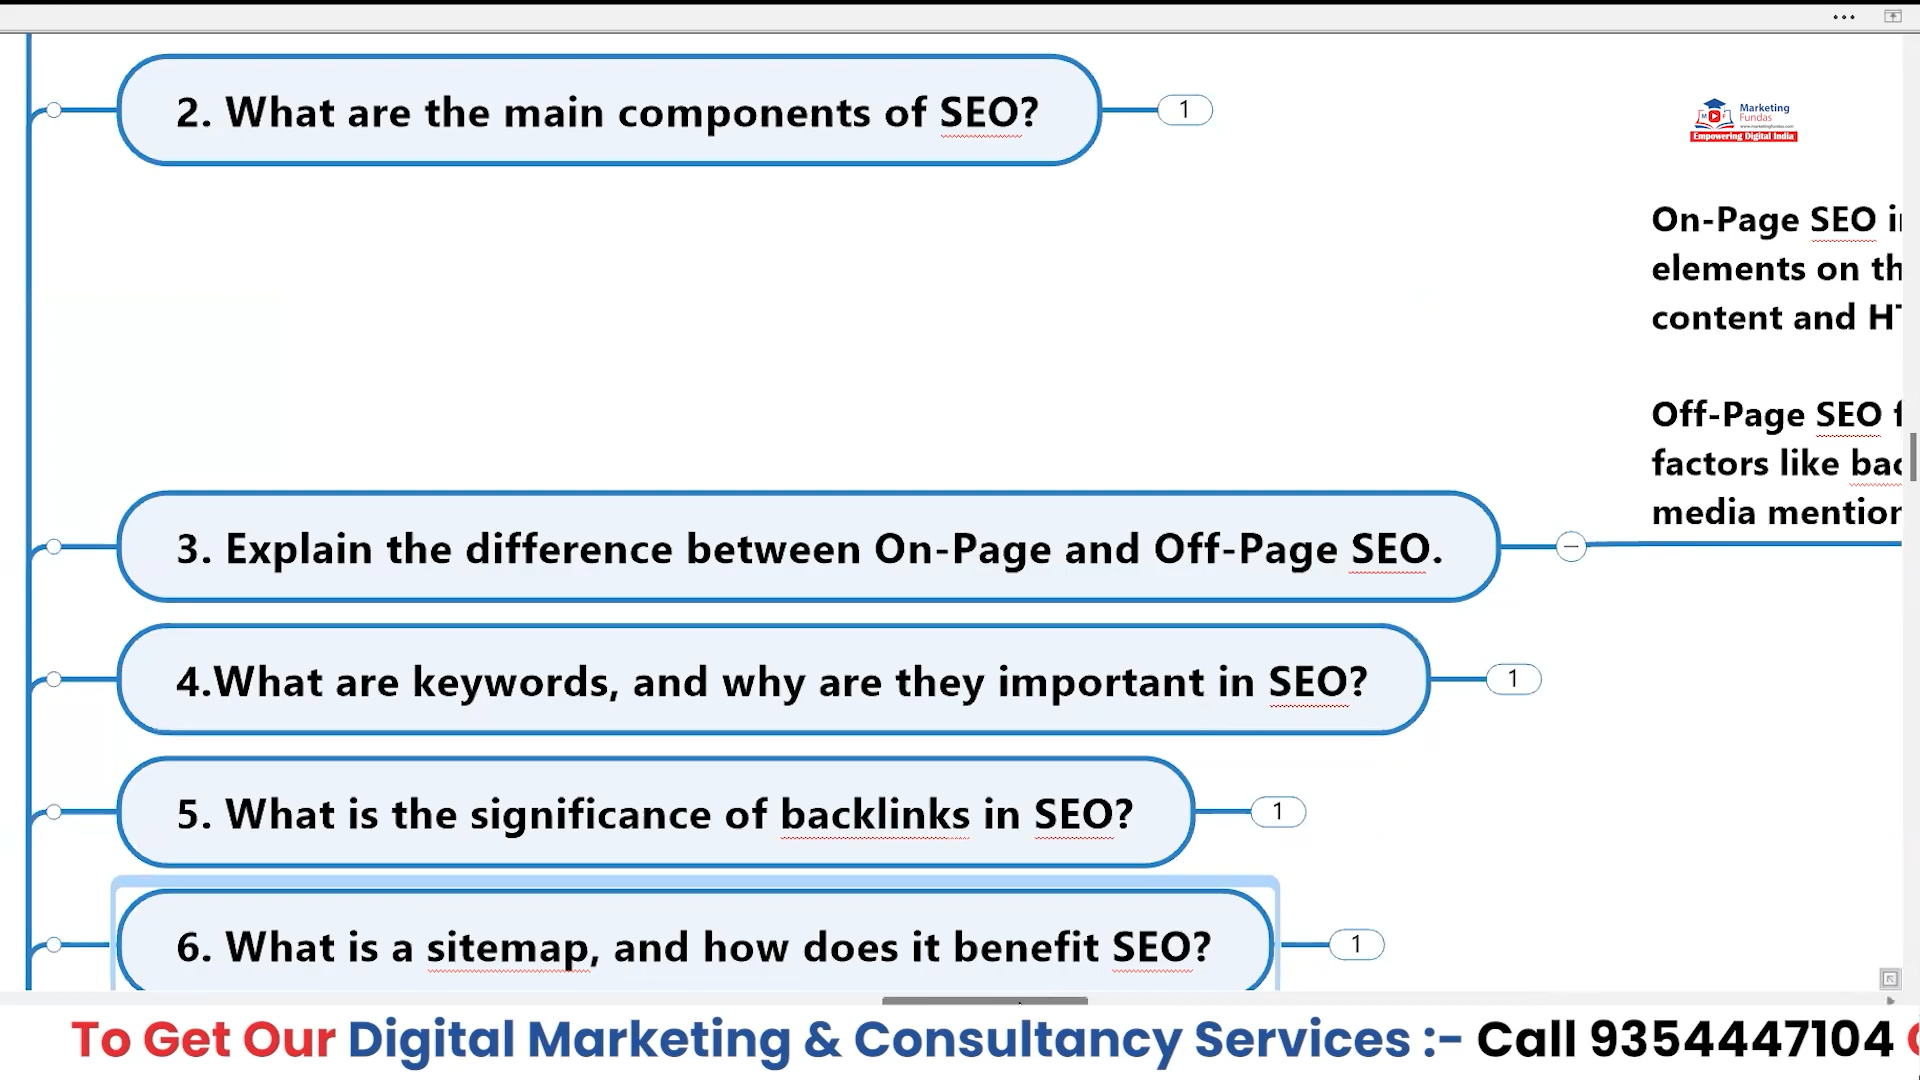 2. What are the main components of SEO?
1
Marketing
Fundas
www.marketingfundas.com
Empowering Digital India
On-Page SEO
elements on
content and
Off-Page SEO
factors like
media
3. Explain the difference between On-Page and Off-Page SEO.
4.What are keywords, and why are they important in SEO?
1
5. What is the significance of backlinks in SEO?
1
6. What is a sitemap, and how does it benefit SEO?
1
To Get Our Digital Marketing & Consultancy Services :- Call 9354447104